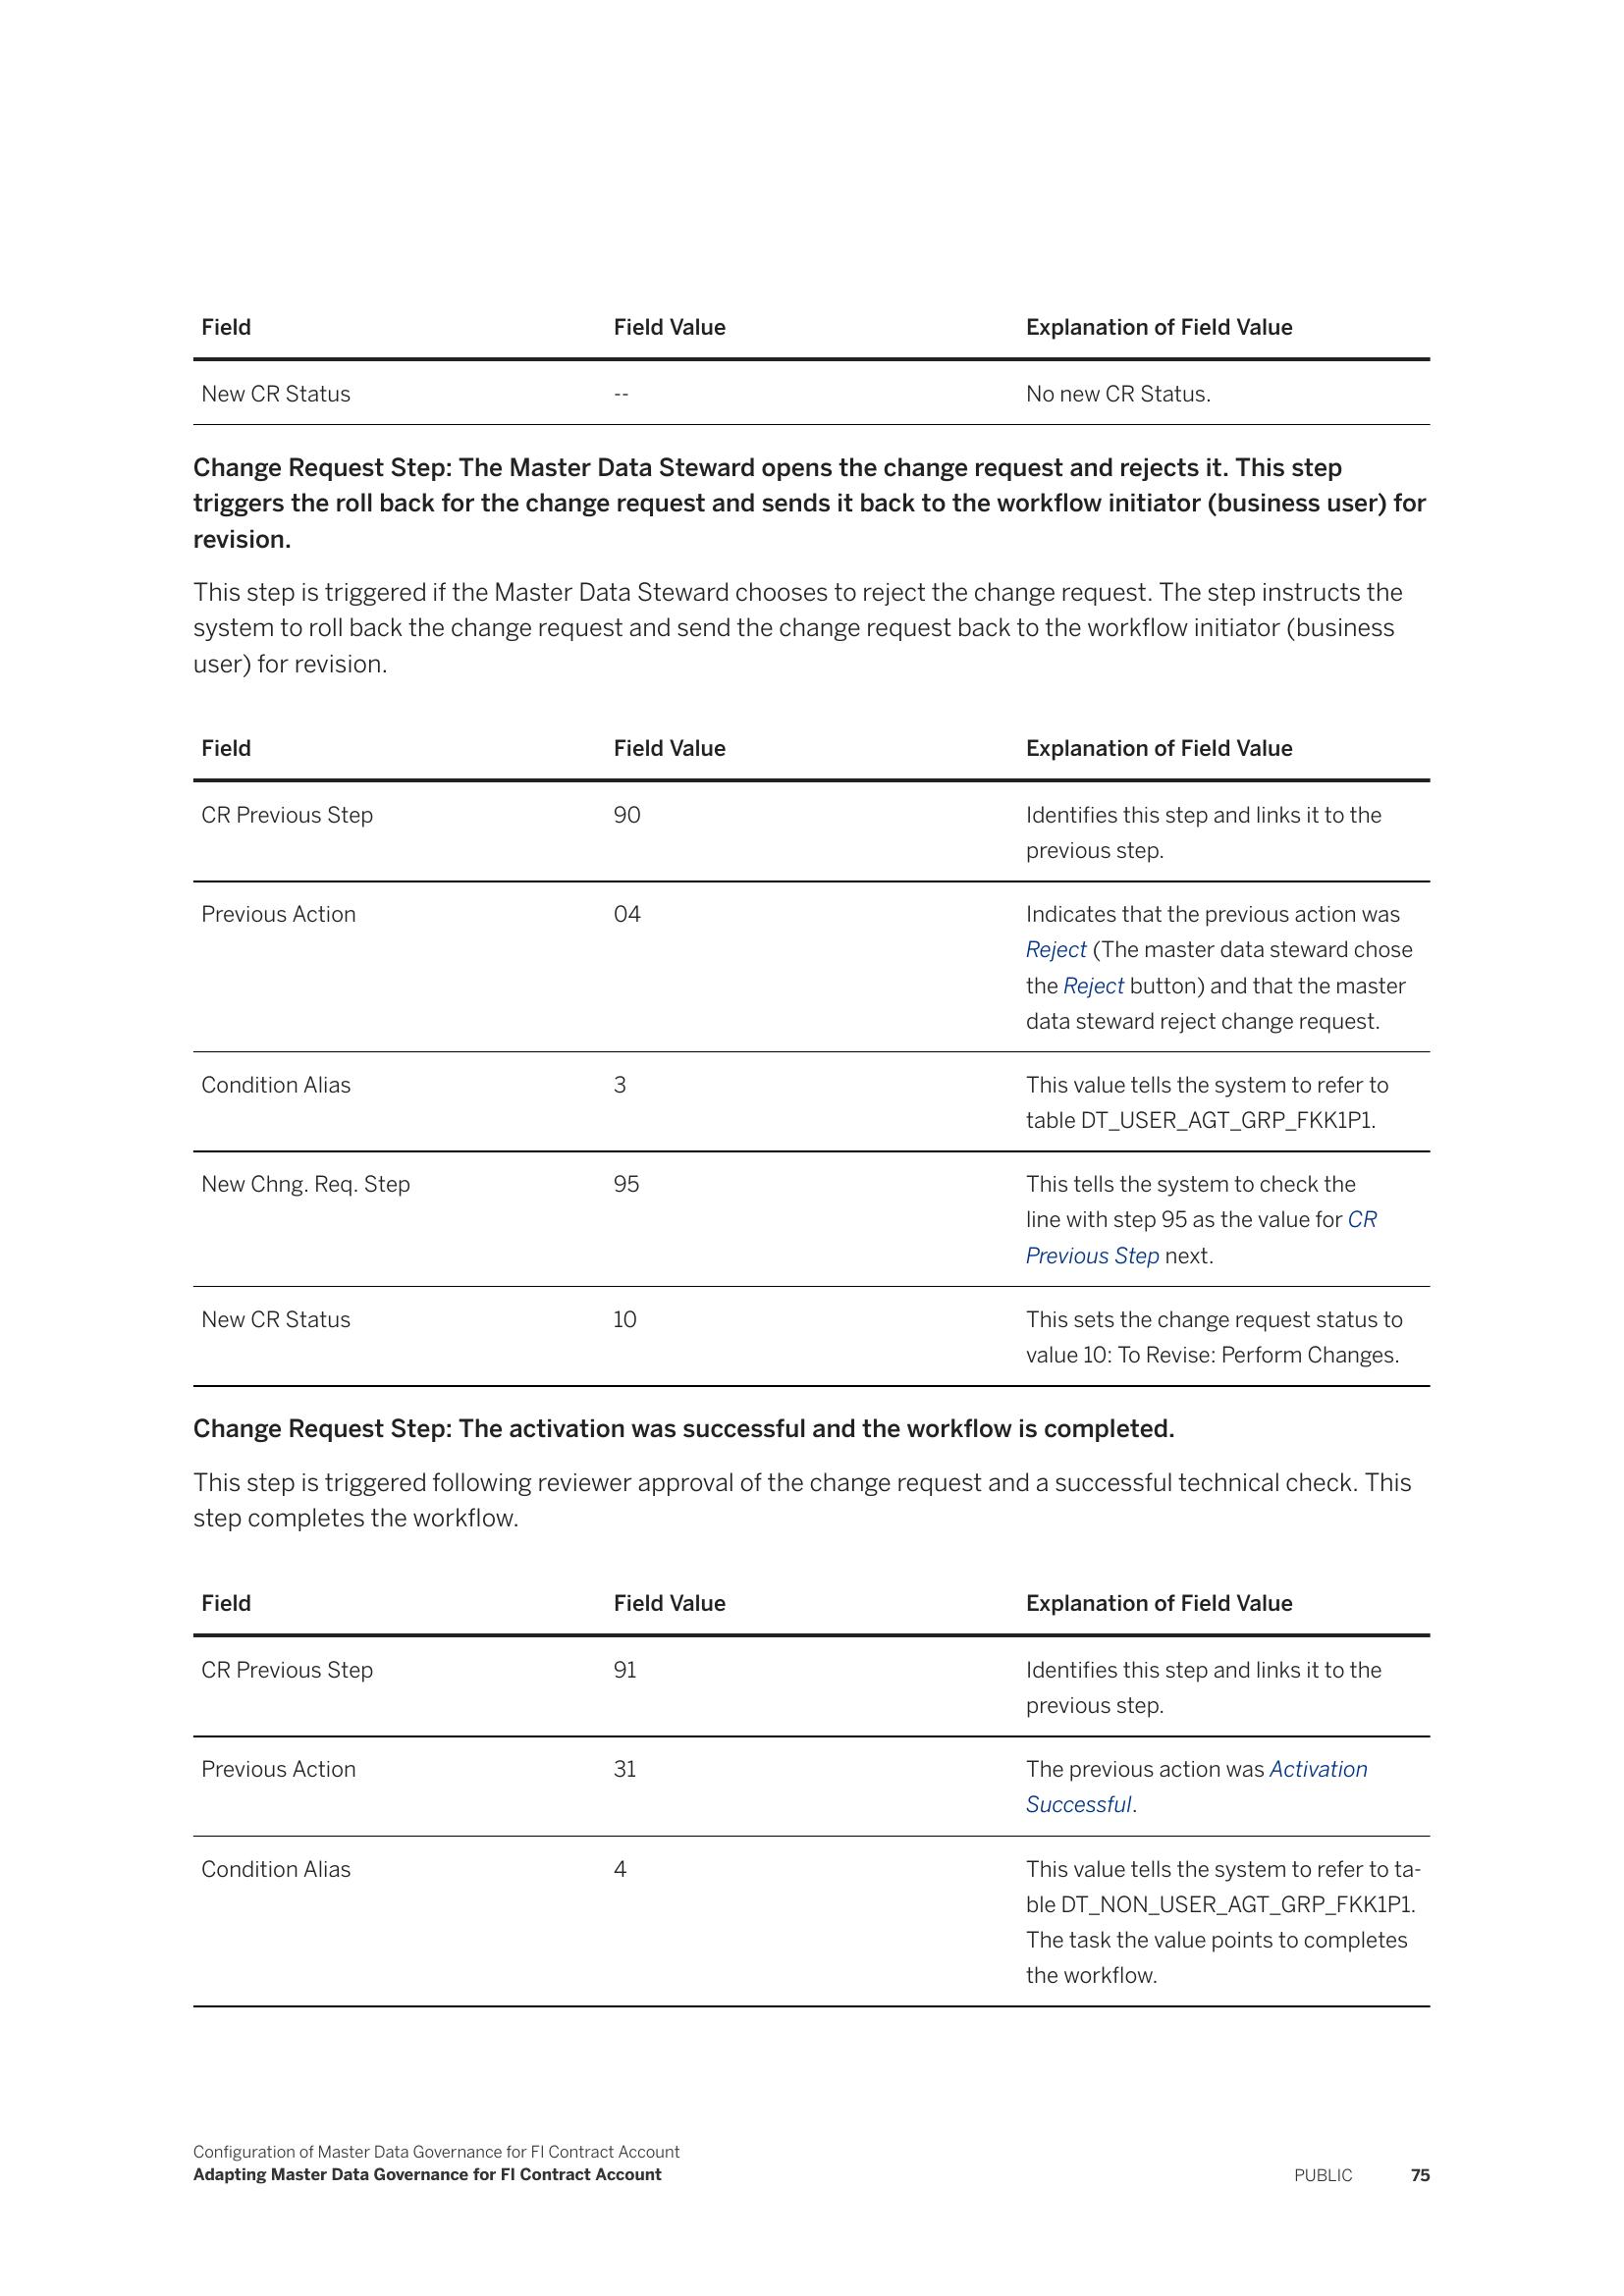 Field Field Value Explanation of Field Value
New CR Status -- No new CR Status.
Change Request Step: The Master Data Steward opens the change request and rejects it. This step
triggers the roll back for the change request and sends it back to the workflow initiator (business user) for
revision.
This step is triggered if the Master Data Steward chooses to reject the change request. The step instructs the
system to roll back the change request and send the change request back to the workflow initiator (business
user) for revision.
Field Field Value Explanation of Field Value
CR Previous Step 90 Identifies this step and links it to the
previous step.
Previous Action 04 Indicates that the previous action was
Reject (The master data steward chose
the Reject button) and that the master
data steward reject change request.
Condition Alias 3 This value tells the system to refer to
table DT_USER_AGT_GRP_FKK1P1.
New Chng. Req. Step 95 This tells the system to check the
line with step 95 as the value for CR
Previous Step next.
New CR Status 10 This sets the change request status to
value 10: To Revise: Perform Changes.
Change Request Step: The activation was successful and the workflow is completed.
This step is triggered following reviewer approval of the change request and a successful technical check. This
step completes the workflow.
Field Field Value Explanation of Field Value
CR Previous Step 91 Identifies this step and links it to the
previous step.
Previous Action 31 The previous action was Activation
Successful.
Condition Alias 4 This value tells the system to refer to ta-
ble DT_NON_USER_AGT_GRP_FKK1P1.
The task the value points to completes
the workflow.
Configuration of Master Data Governance for FI Contract Account
Adapting Master Data Governance for FI Contract Account PUBLIC 75